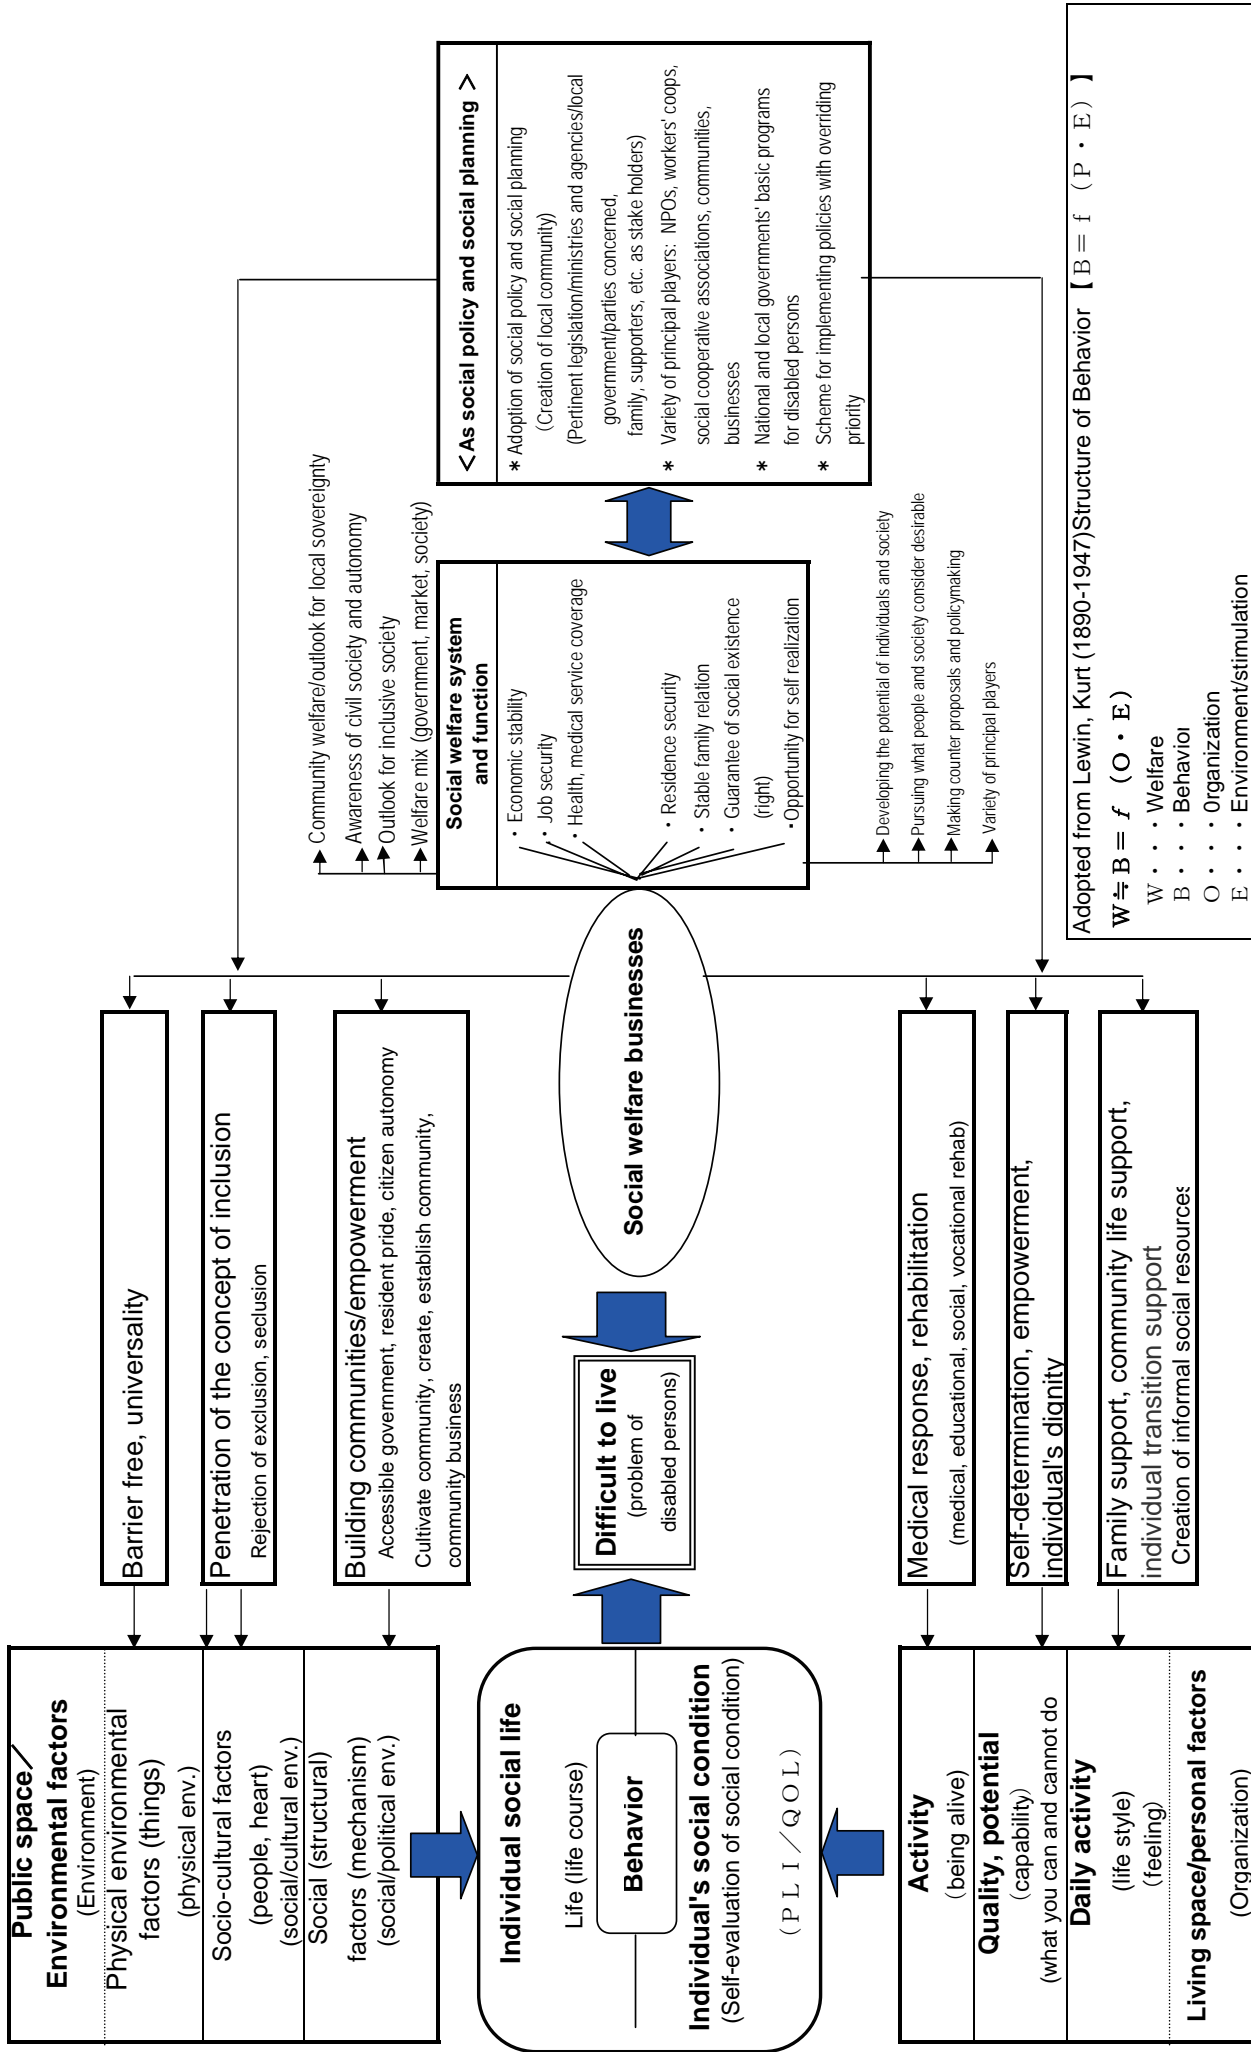 Public space／
Environmental factors
(Environment)
Physical environmental
factors (things)
(physical env.)
Socio-cultural factors
(people, heart)
(social/cultural env.)
Social (structural)
factors (mechanism)
(social/political env.)
Barrier free, universality
Penetration of the concept of inclusion
Rejection of exclusion, seclusion
Building communities/empowerment
Accessible government, resident pride, citizen autonomy
Cultivate community, create, establish community,
community business
Individual social life
Life (life course)
Behavior
Individual's social condition
(Self-evaluation of social condition)
(ＰＬＩ／ＱＯＬ)
Difficult to live
(problem of
disabled persons)
Social welfare businesses
Activity
(being alive)
Quality, potential
(capability)
(what you can and cannot do
Daily activity
(life style)
(feeling)
Living space/personal factors
(Organization)
Medical response, rehabilitation
(medical, educational, social, vocational rehab)
Self-determination, empowerment,
individual's dignity
Family support, community life support,
individual transition support
Creation of informal social resources
Community welfare/outlook for local sovereignty
Awareness of civil society and autonomy
Outlook for inclusive society
Welfare mix (government, market, society)
Social welfare system
and function
・Economic stability
・Job security
・Health, medical service coverage
・Residence security
・Stable family relation
・Guarantee of social existence
(right)
・Opportunity for self realization
Developing the potential of individuals and society
Pursuing what people and society consider desirable
Making counter proposals and policymaking
Variety of principal players
＜As social policy and social planning ＞
* Adoption of social policy and social planning
(Creation of local community)
(Pertinent legislation/ministries and agencies/local
government/parties concerned,
family, supporters, etc. as stake holders)
* Variety of principal players: NPOs, workers' coops,
social cooperative associations, communities,
businesses
* National and local governments' basic programs
for disabled persons
* Scheme for implementing policies with overriding
priority
Adopted from Lewin, Kurt (1890-1947)Structure of Behavior 【Ｂ＝ｆ（Ｐ・Ｅ）】
W≒B＝ f (O・E)
W・・・Welfare
B・・・Behavior
O・・・0rganization
E・・・Environment/stimulation